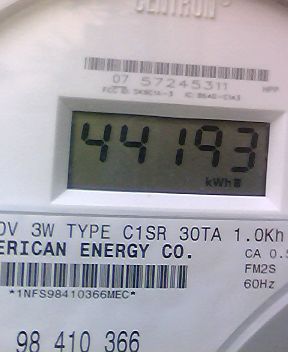 CENTRON
07 57245311
HPP
44193
kWh
0V 3W TYPE C1SR 30TA 1.0Kh
ERICAN ENERGY CO.
CA 0.5
FM2S
60Hz
*1NFS98410366MEC*
98 410 366